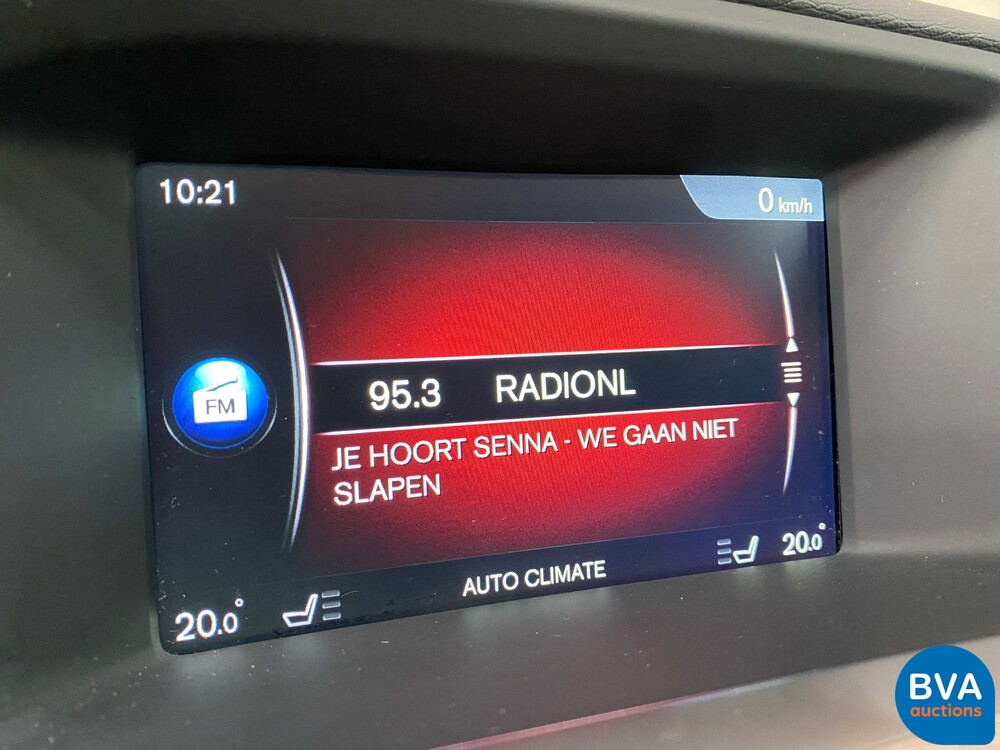 10:21
0 km/h
FM
95.3 RADIONL
JE HOORT SENNA - WE GAAN NIET
SLAPEN
AUTO CLIMATE
20.0°
20.0°
BVA
auctions